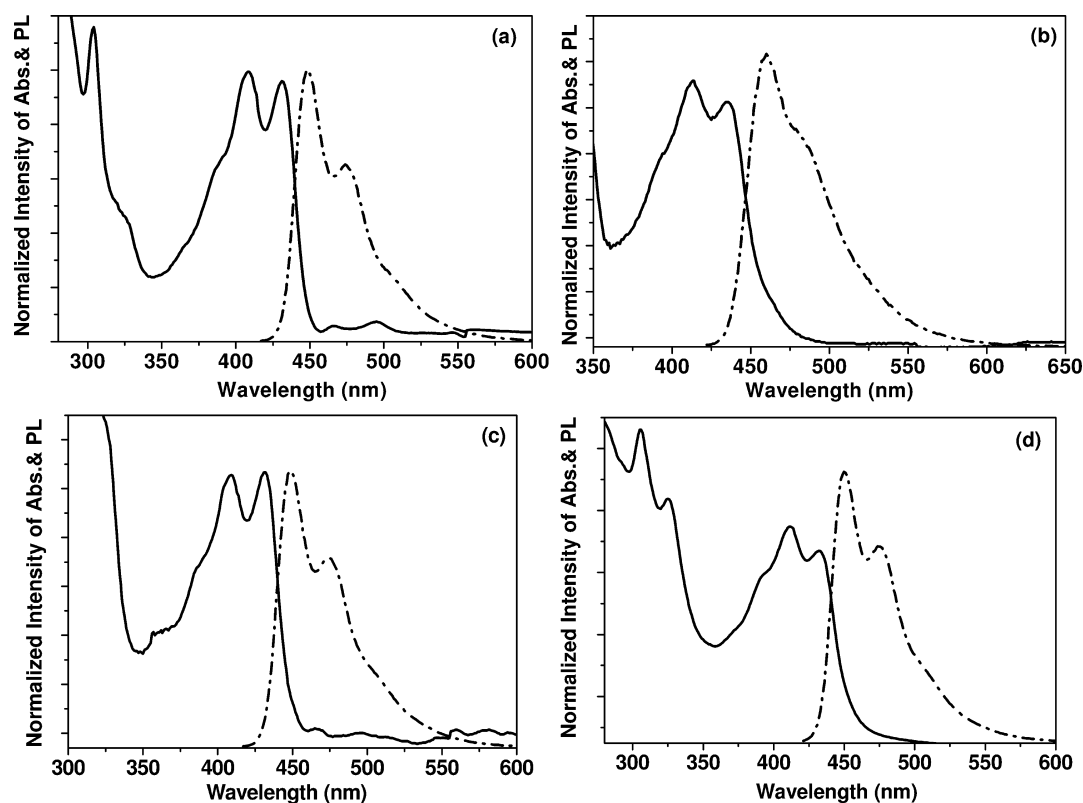 Normalized Intensity of Abs.& PL
(a)
300 350 400 450 500 550 600
Wavelength (nm)
Normalized Intensity of Abs.& PL
(b)
350 400 450 500 550 600 650
Wavelength (nm)
Normalized Intensity of Abs.& PL
(c)
300 350 400 450 500 550 600
Wavelength (nm)
Normalized Intensity of Abs.& PL
(d)
300 350 400 450 500 550 600
Wavelength (nm)